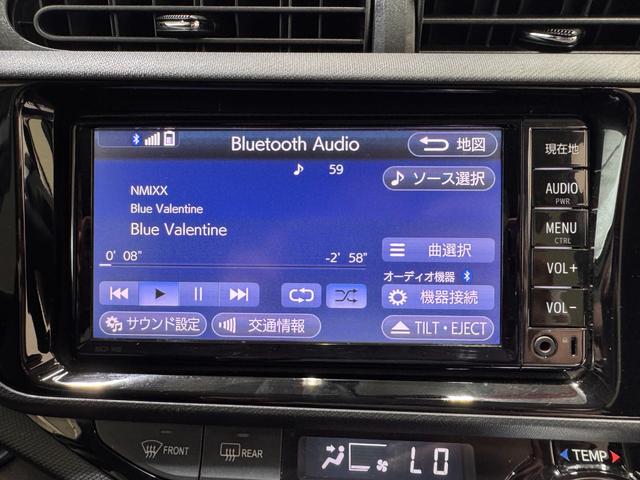 Bluetooth Audio
地図
現在地
♪ 59
ソース選択
NMIXX
AUDIO
PWR
Blue Valentine
Blue Valentine
MENU
CTRL
曲選択
0' 08"
-2' 58"
VOL+
オーディオ機器
機器接続
VOL-
サウンド設定
交通情報
TILT・EJECT
FRONT
REAR
LO
TEMP